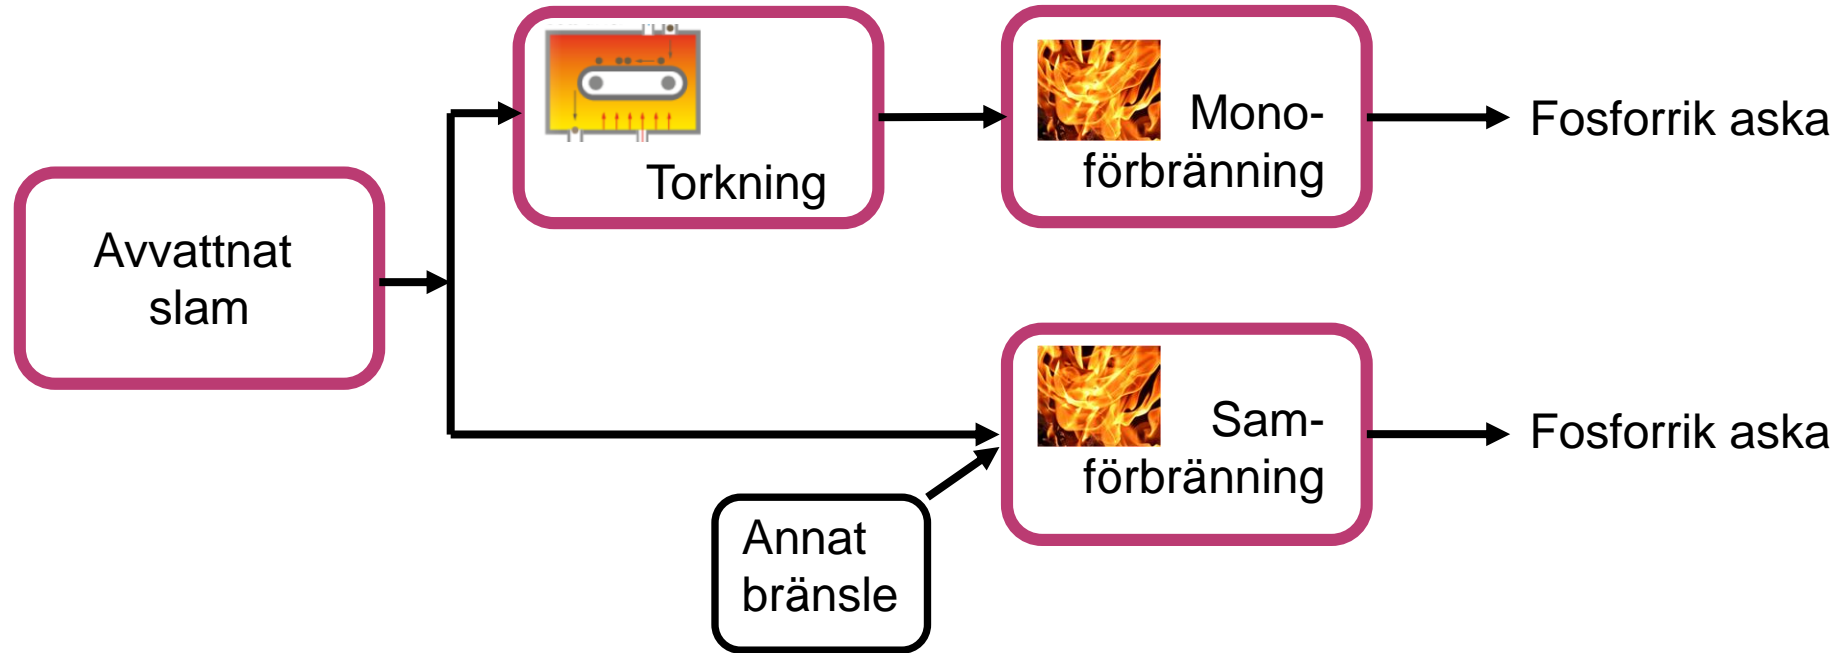 Avvattnat
slam
Torkning
Mono-
förbränning
Fosforrik aska
Annat
bränsle
Sam-
förbränning
Fosforrik aska